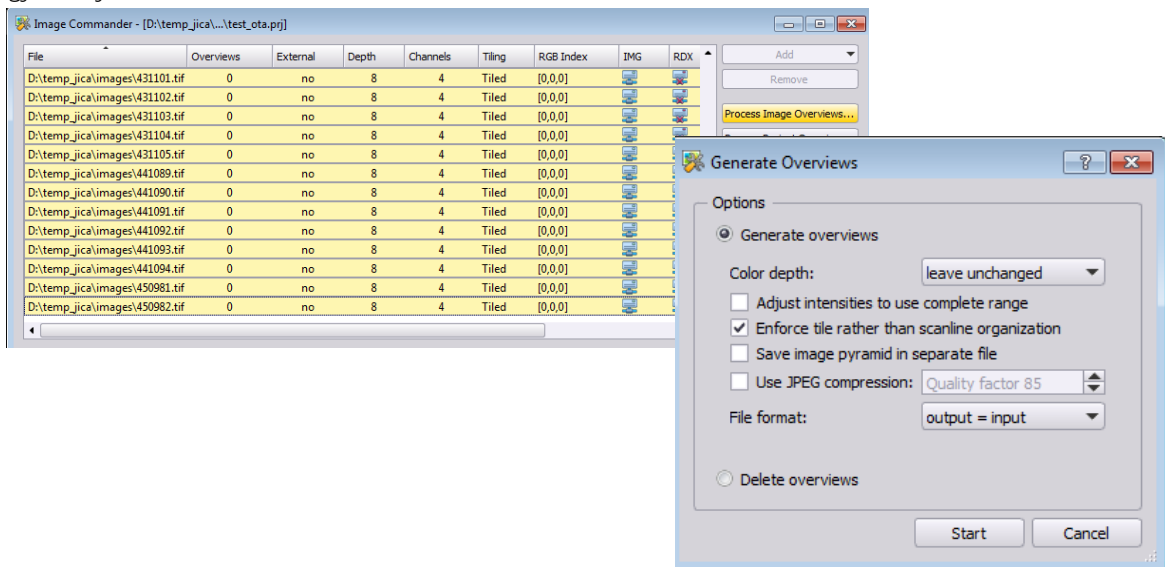 Image Commander - [D:\temp_jica\...\test_ota.prj]
File Overviews External Depth Channels Tiling RGB Index IMG RDX
D:\temp_jica\images\431101.tif 0 no 8 4 Tiled [0,0,0]
D:\temp_jica\images\431102.tif 0 no 8 4 Tiled [0,0,0]
D:\temp_jica\images\431103.tif 0 no 8 4 Tiled [0,0,0]
D:\temp_jica\images\431104.tif 0 no 8 4 Tiled [0,0,0]
D:\temp_jica\images\431105.tif 0 no 8 4 Tiled [0,0,0]
D:\temp_jica\images\441089.tif 0 no 8 4 Tiled [0,0,0]
D:\temp_jica\images\441090.tif 0 no 8 4 Tiled [0,0,0]
D:\temp_jica\images\441091.tif 0 no 8 4 Tiled [0,0,0]
D:\temp_jica\images\441092.tif 0 no 8 4 Tiled [0,0,0]
D:\temp_jica\images\441093.tif 0 no 8 4 Tiled [0,0,0]
D:\temp_jica\images\441094.tif 0 no 8 4 Tiled [0,0,0]
D:\temp_jica\images\450981.tif 0 no 8 4 Tiled [0,0,0]
D:\temp_jica\images\450982.tif 0 no 8 4 Tiled [0,0,0]
Add
Remove
Process Image Overviews...
Generate Overviews
Options
Generate overviews
Color depth: leave unchanged
Adjust intensities to use complete range
Enforce tile rather than scanline organization
Save image pyramid in separate file
Use JPEG compression: Quality factor 85
File format: output = input
Delete overviews
Start Cancel